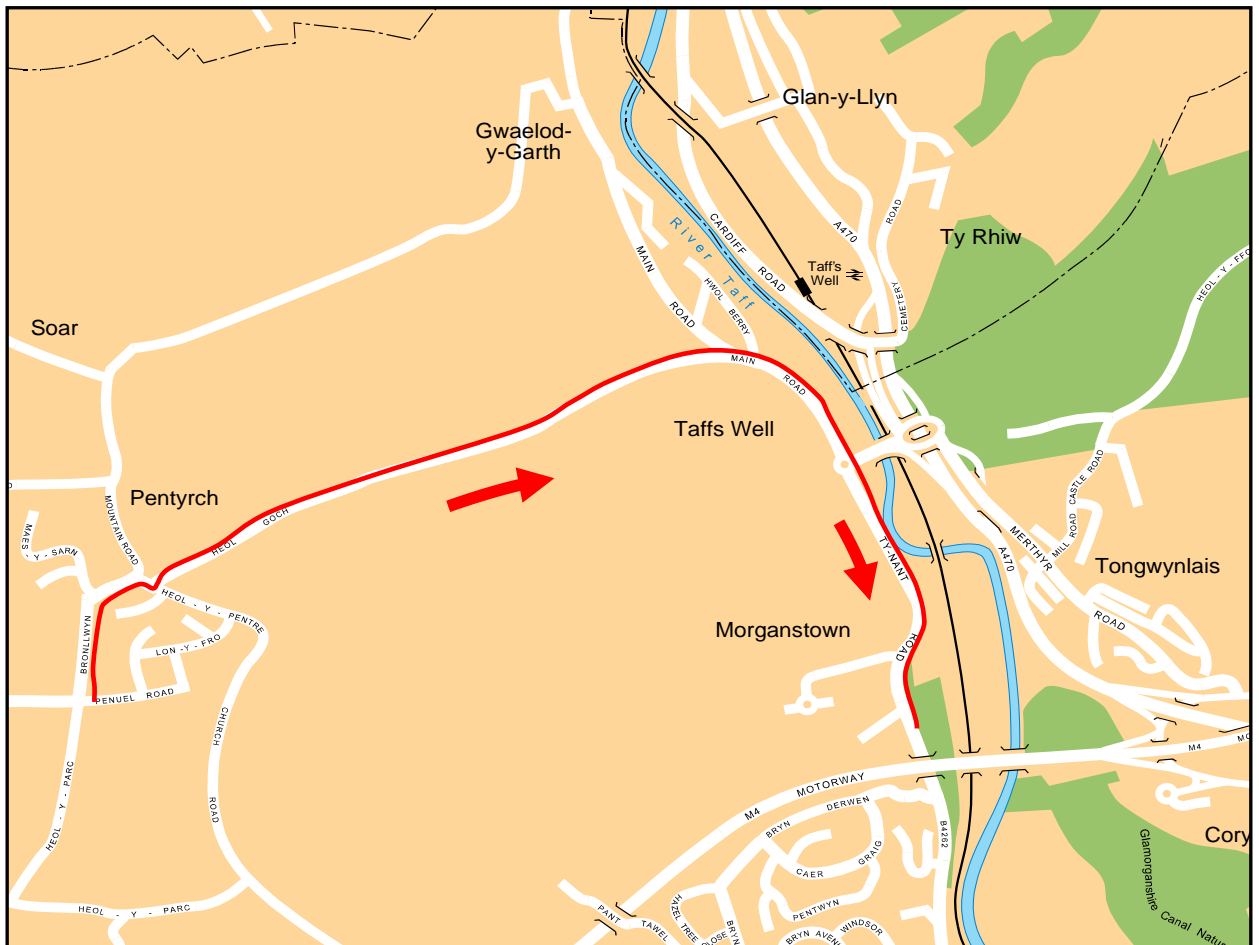 Glan-y-Llyn
Gwaelod-
y-Garth
CARDIFF
ROAD
A470
ROAD
CEMETERY
Ty Rhiw
River Taff
Taff's
Well
HEOL-Y-FFO
MAIN
ROAD
HWOL BERRY
Soar
MAIN
ROAD
Taffs Well
Pentyrch
MOUNTAIN ROAD
HEOL
GOCH
MAES - Y - SARN
MILL ROAD
CASTLE ROAD
MERTHYR
ROAD
A470
Tongwynlais
TY-NANT
ROAD
HEOL - Y - PENTRE
BRONLLWYN
LON - Y - FRO
Morganstown
PENUEL ROAD
CHURCH
ROAD
HEOL - Y - PARC
M4
MOTORWAY
M4
MO
BRYN
DERWEN
B4262
Cory
CAER
GRAIG
PENTWYN
Glamorganshire
Canal Natur
HAZEL TREE
CLOSE
BRYN
HEOL - Y - PARC
PANT
TAWEL
BRYN AVEN
WINDSOR